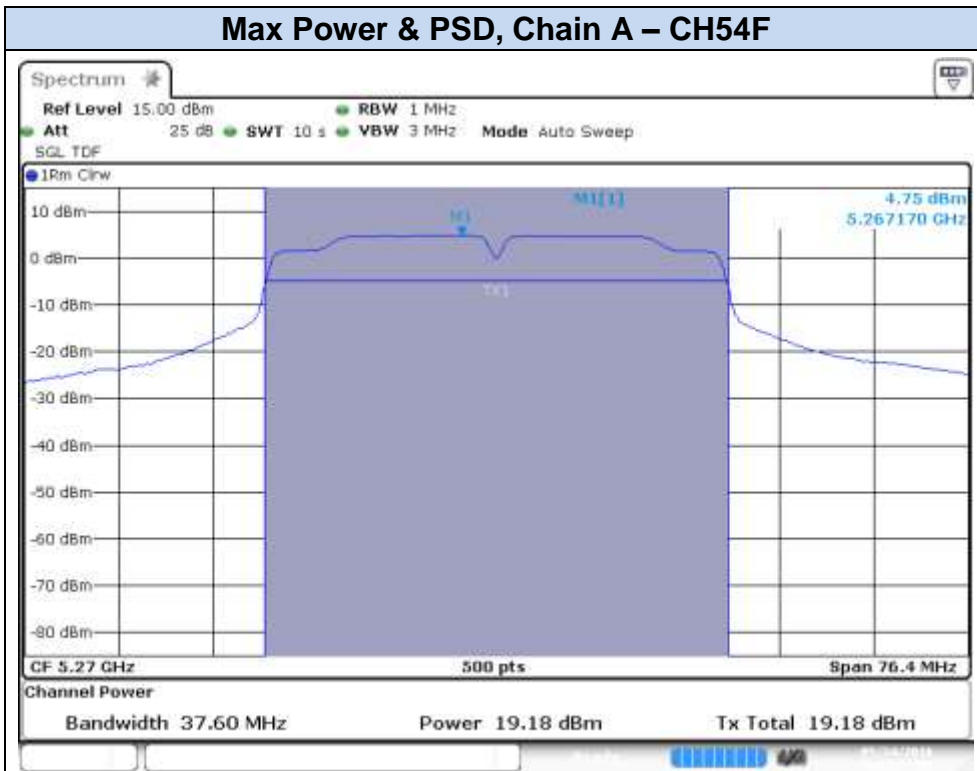 Max Power & PSD, Chain A – CH54F
Spectrum
Ref Level 15.00 dBm RBW 1 MHz
Att 25 dB SWT 10 s VBW 3 MHz Mode Auto Sweep
SGL TDF
1Rm Clrw
M1[1] 4.75 dBm
5.267170 GHz
10 dBm
M1
0 dBm
TX1
-10 dBm
-20 dBm
-30 dBm
-40 dBm
-50 dBm
-60 dBm
-70 dBm
-80 dBm
CF 5.27 GHz 500 pts Span 76.4 MHz
Channel Power
Bandwidth 37.60 MHz Power 19.18 dBm Tx Total 19.18 dBm